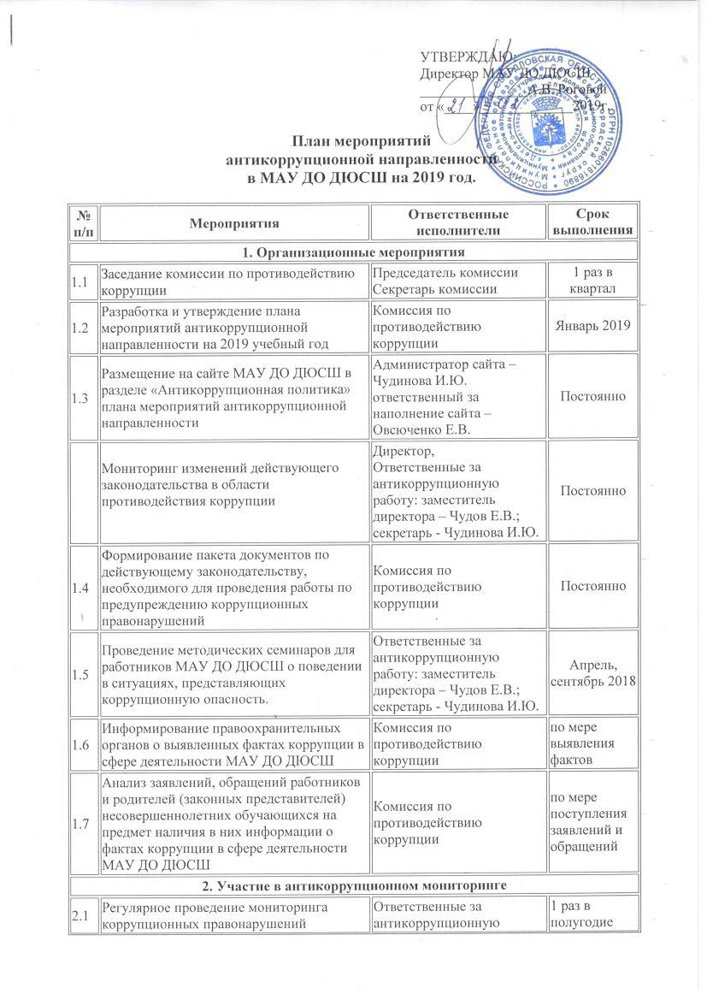 УТВЕРЖДАЮ:
Директор МАУ ДО ДЮСШ
А.В. Роговой
от « 21 » 2019г.
РОССИЙСКАЯ ФЕДЕРАЦИЯ СВЕРДЛОВСКАЯ ОБЛАСТЬ
ОГРН 1026601816890
План мероприятий
антикоррупционной направленности
в МАУ ДО ДЮСШ на 2019 год.
№
п/п
Мероприятия
Ответственные
исполнители
Срок
выполнения
1. Организационные мероприятия
1.1
Заседание комиссии по противодействию
коррупции
Председатель комиссии
Секретарь комиссии
1 раз в
квартал
1.2
Разработка и утверждение плана
мероприятий антикоррупционной
направленности на 2019 учебный год
Комиссия по
противодействию
коррупции
Январь 2019
1.3
Размещение на сайте МАУ ДО ДЮСШ в
разделе «Антикоррупционная политика»
плана мероприятий антикоррупционной
направленности
Администратор сайта –
Чудинова И.Ю.
ответственный за
наполнение сайта –
Овсюченко Е.В.
Постоянно
Мониторинг изменений действующего
законодательства в области
противодействия коррупции
Директор,
Ответственные за
антикоррупционную
работу: заместитель
директора – Чудов Е.В.;
секретарь - Чудинова И.Ю.
Постоянно
1.4
Формирование пакета документов по
действующему законодательству,
необходимого для проведения работы по
предупреждению коррупционных
правонарушений
Комиссия по
противодействию
коррупции
Постоянно
1.5
Проведение методических семинаров для
работников МАУ ДО ДЮСШ о поведении
в ситуациях, представляющих
коррупционную опасность.
Ответственные за
антикоррупционную
работу: заместитель
директора – Чудов Е.В.;
секретарь - Чудинова И.Ю.
Апрель,
сентябрь 2018
1.6
Информирование правоохранительных
органов о выявленных фактах коррупции в
сфере деятельности МАУ ДО ДЮСШ
Комиссия по
противодействию
коррупции
по мере
выявления
фактов
1.7
Анализ заявлений, обращений работников
и родителей (законных представителей)
несовершеннолетних обучающихся на
предмет наличия в них информации о
фактах коррупции в сфере деятельности
МАУ ДО ДЮСШ
Комиссия по
противодействию
коррупции
по мере
поступления
заявлений и
обращений
2. Участие в антикоррупционном мониторинге
2.1
Регулярное проведение мониторинга
коррупционных правонарушений
Ответственные за
антикоррупционную
1 раз в
полугодие